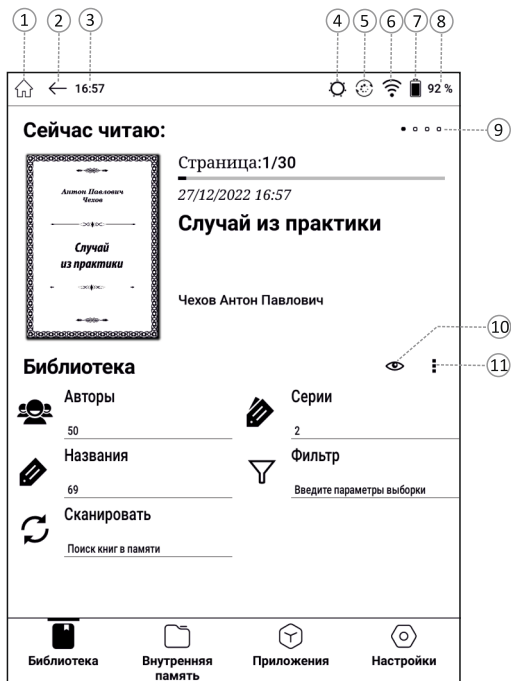 1 2 3 4 5 6 7 8
16:57 92 %
Сейчас читаю:
9
Страница:1/30
27/12/2022 16:57
Случай из практики
Чехов Антон Павлович
Антон Павлович
Чехов
Случай
из практики
10
Библиотека
11
Авторы
50
Серии
2
Названия
69
Фильтр
Введите параметры выборки
Сканировать
Поиск книг в памяти
Библиотека
Внутренняя
память
Приложения
Настройки